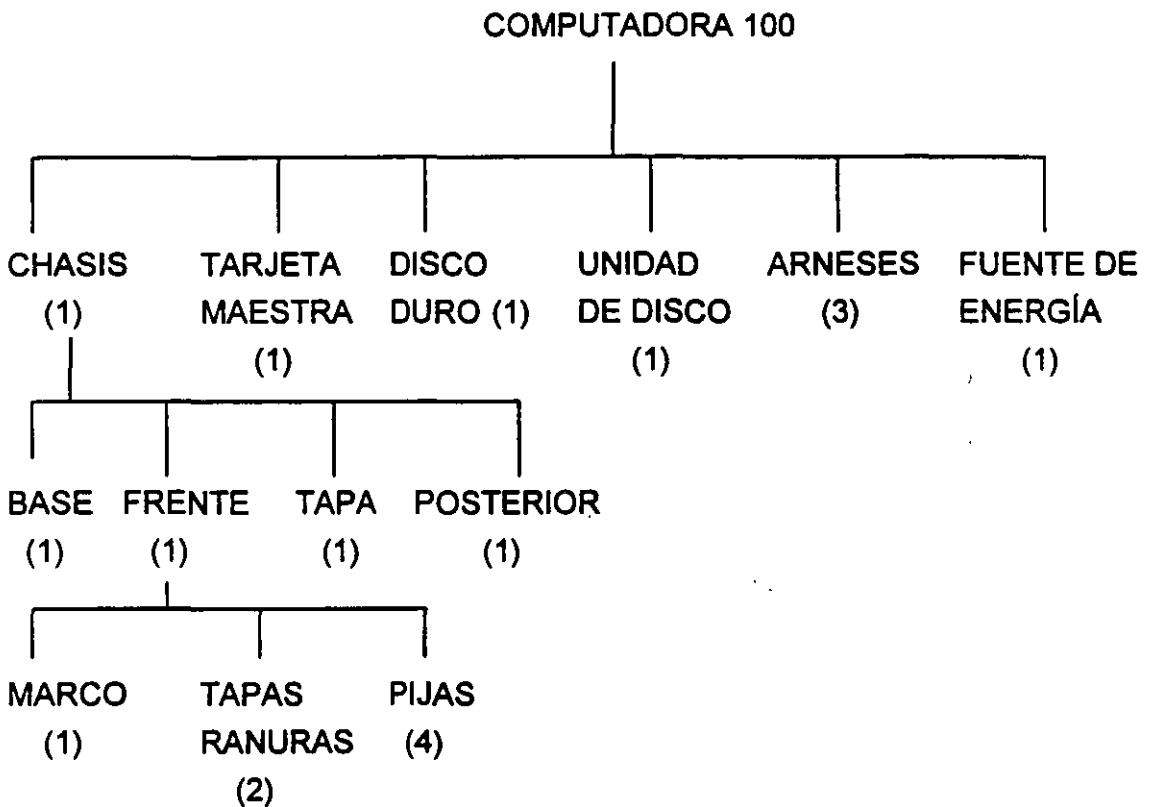 COMPUTADORA 100
CHASIS
(1)
TARJETA
MAESTRA
(1)
DISCO
DURO (1)
UNIDAD
DE DISCO
(1)
ARNESES
(3)
FUENTE DE
ENERGÍA
(1)
BASE
(1)
FRENTE
(1)
TAPA
(1)
POSTERIOR
(1)
MARCO
(1)
TAPAS
RANURAS
(2)
PIJAS
(4)